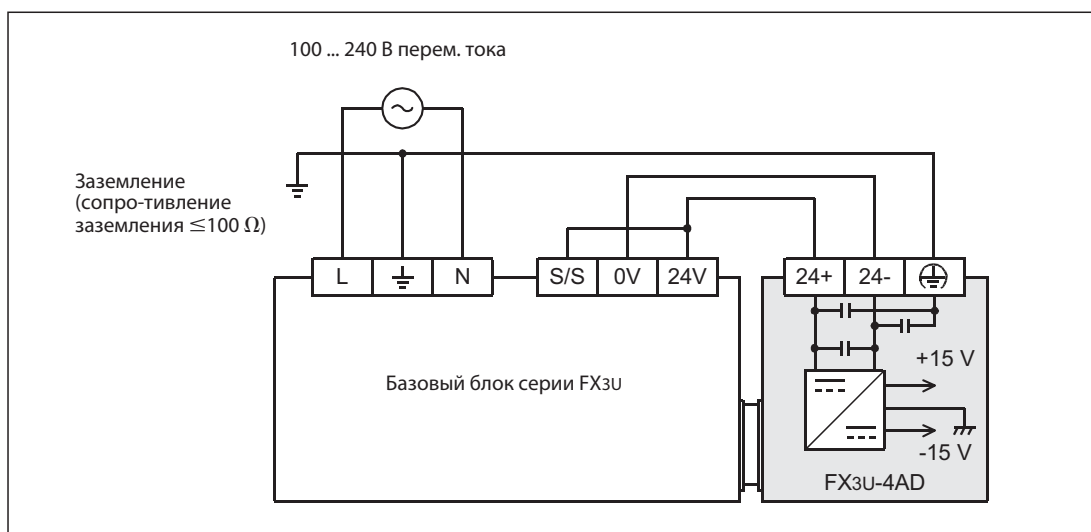 100 ... 240 В перем. тока
Заземление
(сопро-тивление
заземления ≤100 Ω)
L
N
S/S
0V
24V
24+
24-
Базовый блок серии FX3U
+15 V
-15 V
FX3U-4AD